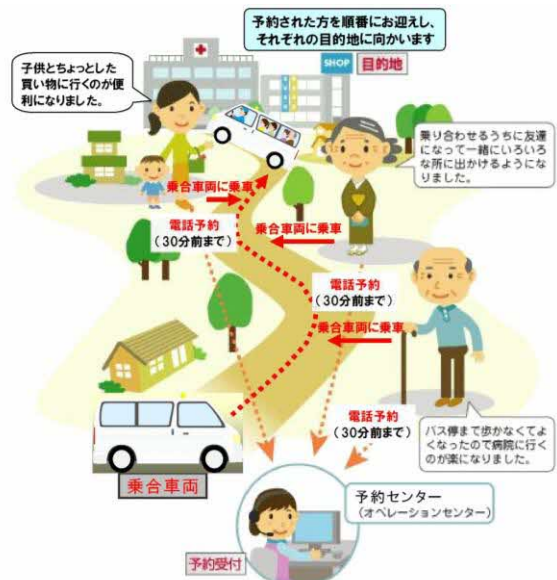 予約された方を順番にお迎えし、
それぞれの目的地に向かいます
SHOP 目的地
子供とちょっとした
買い物に行くのが便
利になりました。
乗り合わせるうちに友達
になって一緒にいろいろ
な所に出かけるようにな
りました。
乗合車両に乗車
電話予約
(30分前まで)
乗合車両に乗車
電話予約
(30分前まで)
乗合車両に乗車
電話予約
(30分前まで)
バス停まで歩かなくてよ
くなったので病院に行く
のが楽になりました。
乗合車両
予約センター
(オペレーションセンター)
予約受付